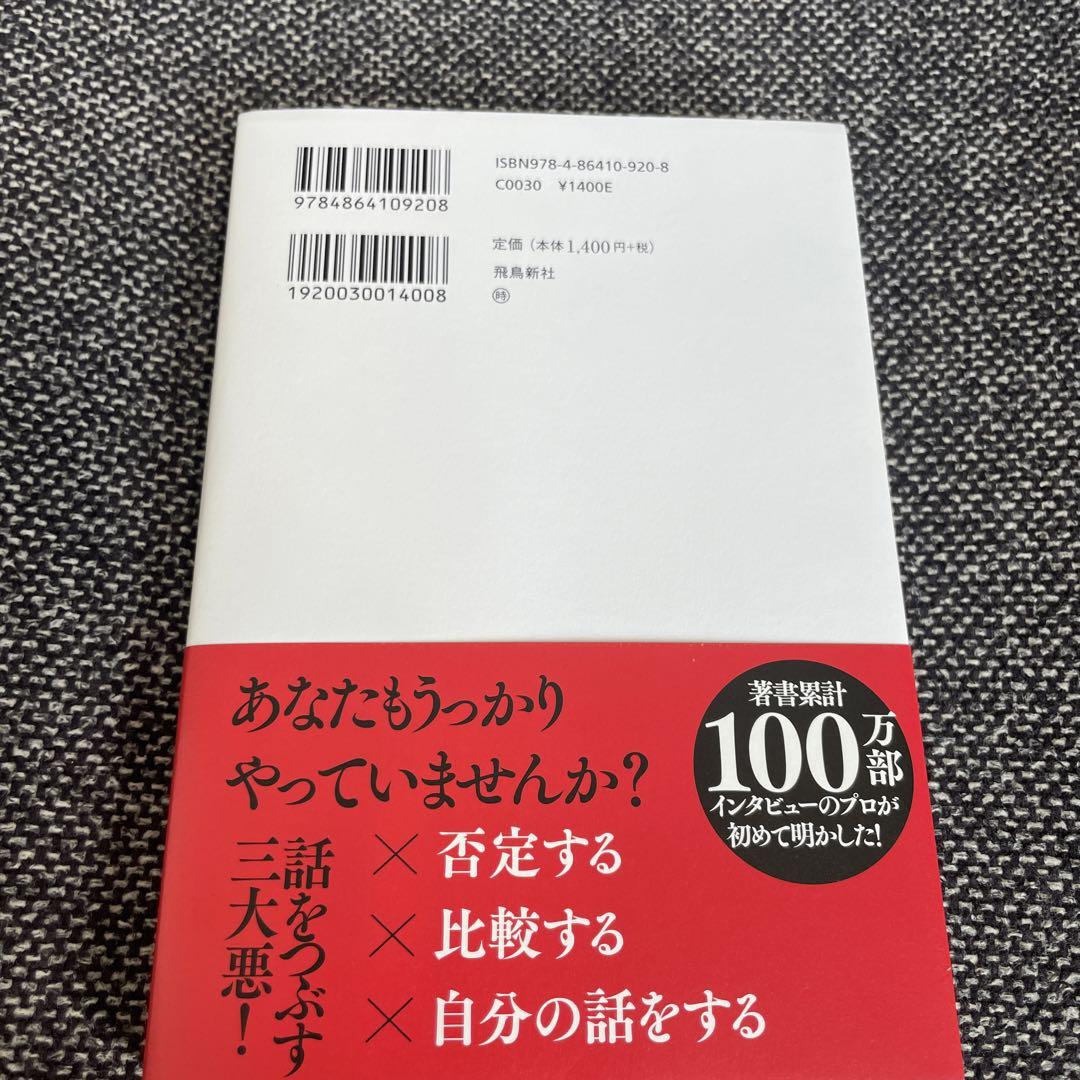 ISBN978-4-86410-920-8
C0030 ¥1400E
9784864109208
定価（本体1,400円+税）
飛鳥新社
時
1920030014008
あなたもうっかり
やっていませんか？
話をつぶす
三大悪！
×否定する
×比較する
×自分の話をする
著書累計
100万部
インタビューのプロが
初めて明かした！